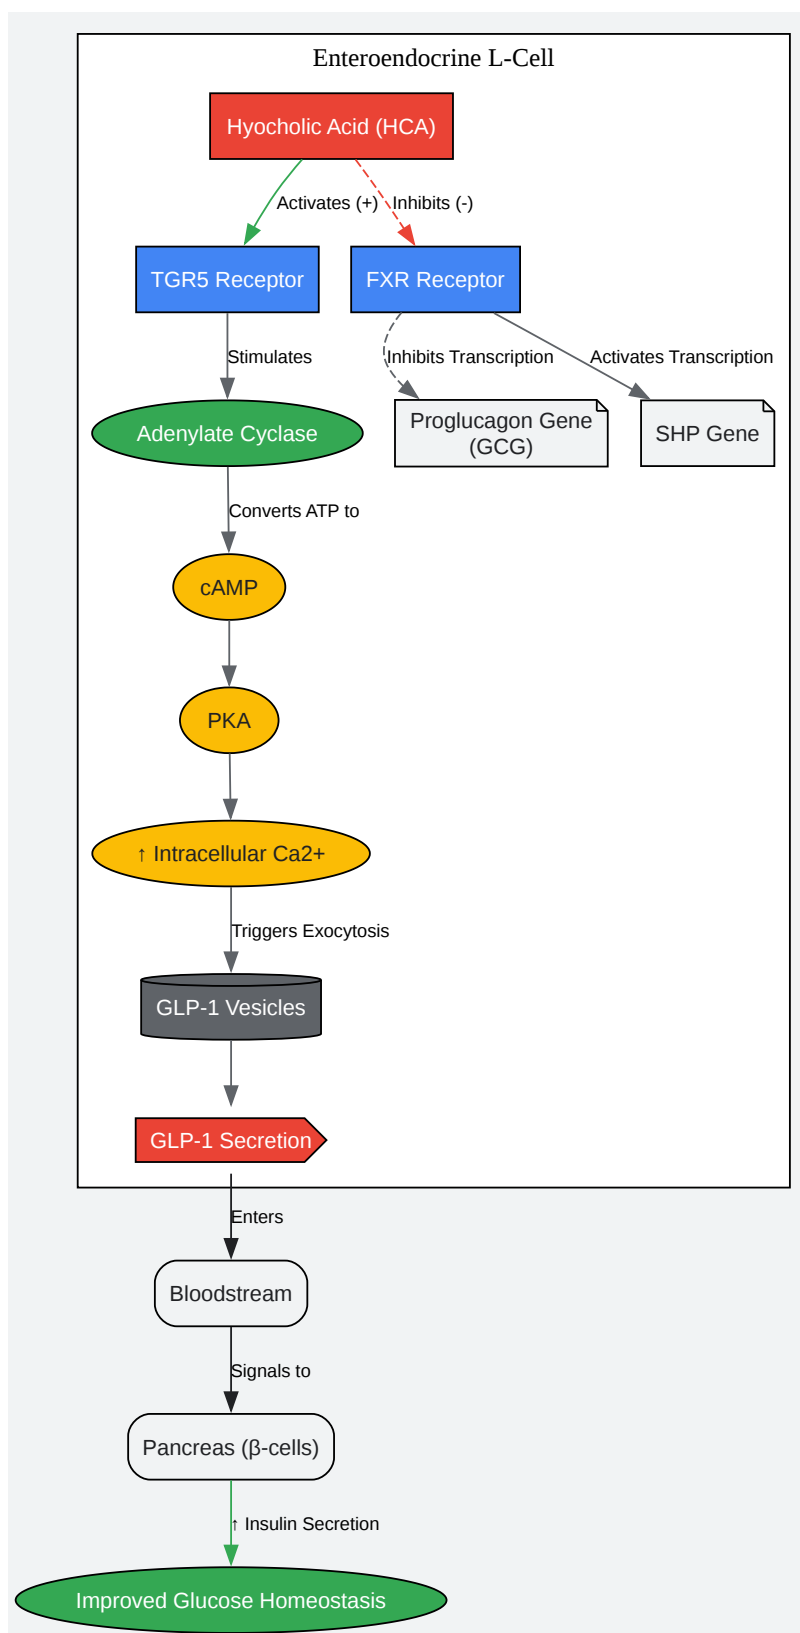 Enteroendocrine L-Cell
Hyocholic Acid (HCA)
Activates (+)
Inhibits (-)
TGR5 Receptor
FXR Receptor
Stimulates
Inhibits Transcription
Activates Transcription
Adenylate Cyclase
Proglucagon Gene
(GCG)
SHP Gene
Converts ATP to
cAMP
PKA
↑ Intracellular Ca2+
Triggers Exocytosis
GLP-1 Vesicles
GLP-1 Secretion
Enters
Bloodstream
Signals to
Pancreas (β-cells)
↑ Insulin Secretion
Improved Glucose Homeostasis